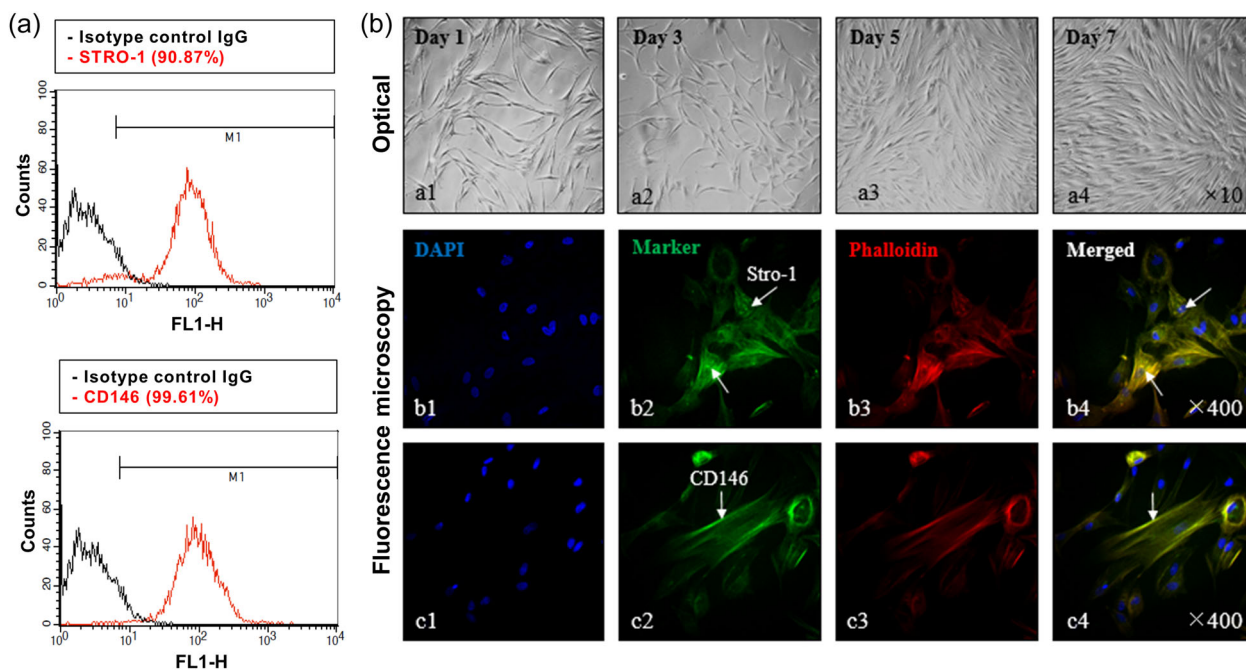 (a)
- Isotype control IgG
- STRO-1 (90.87%)
Counts
100
80
60
40
20
0
M1
10⁰ 10¹ 10² 10³ 10⁴
FL1-H
- Isotype control IgG
- CD146 (99.61%)
Counts
100
80
60
40
20
0
M1
10⁰ 10¹ 10² 10³ 10⁴
FL1-H
(b)
Optical
Day 1
a1
Day 3
a2
Day 5
a3
Day 7
a4
×10
Fluorescence microscopy
DAPI
b1
Marker
Stro-1
b2
Phalloidin
b3
Merged
b4
×400
c1
CD146
c2
c3
c4
×400